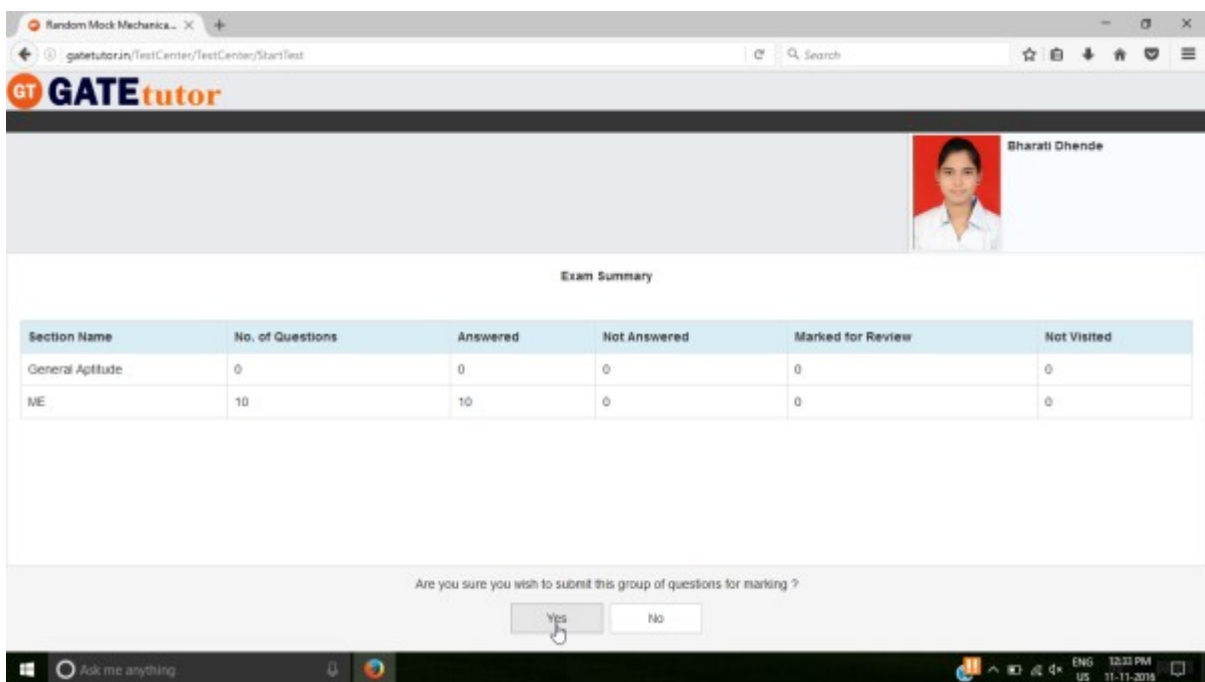 Random Mock Mechanica...
gatetutor.in/TestCenter/TestCenter/StartTest
Search
GT GATEtutor
Bharati Dhende
Exam Summary
Section Name No. of Questions Answered Not Answered Marked for Review Not Visited
General Aptitude 0 0 0 0 0
ME 10 10 0 0 0
Are you sure you wish to submit this group of questions for marking ?
Yes No
Ask me anything
ENG 12:33 PM
US 11-11-2016